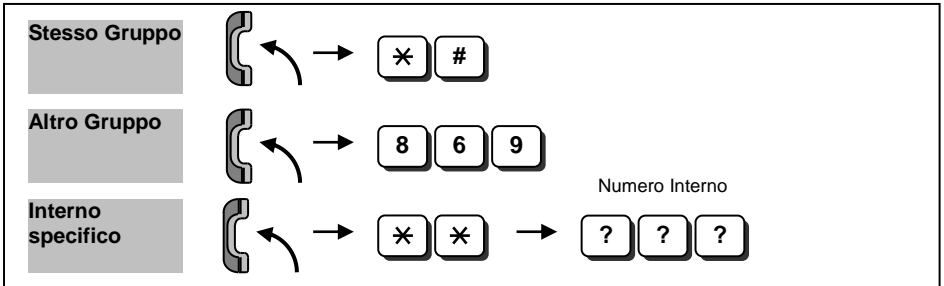 Stesso Gruppo
* #
Altro Gruppo
8 6 9
Numero Interno
Interno
specifico
* *
? ? ?